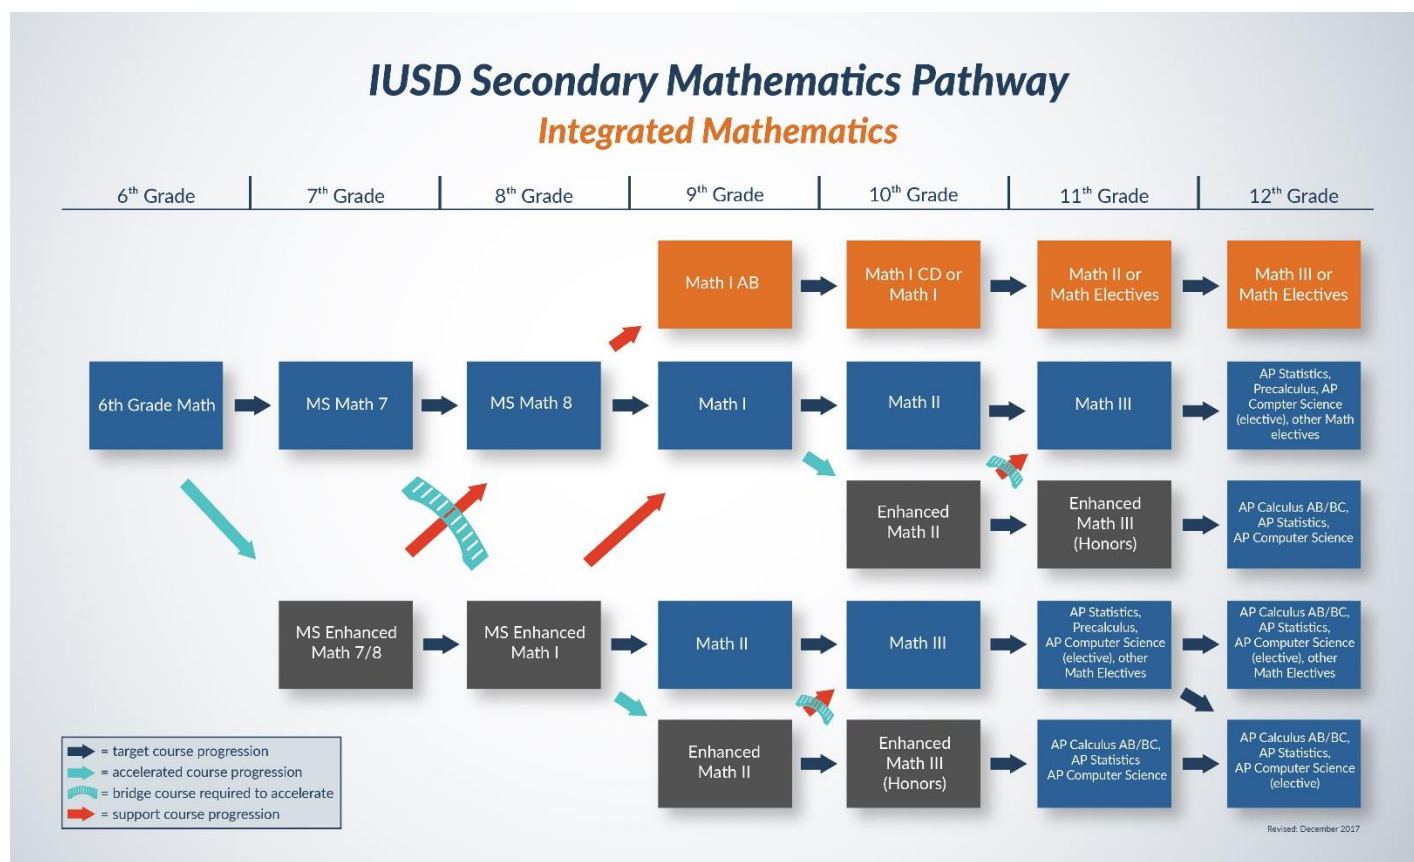 IUSD Secondary Mathematics Pathway
Integrated Mathematics
6th Grade
7th Grade
8th Grade
9th Grade
10th Grade
11th Grade
12th Grade
Math I AB
Math I CD or
Math I
Math II or
Math Electives
Math III or
Math Electives
6th Grade Math
MS Math 7
MS Math 8
Math I
Math II
Math III
AP Statistics,
Precalculus, AP
Compter Science
(elective), other Math
electives
Enhanced
Math II
Enhanced
Math III
(Honors)
AP Calculus AB/BC,
AP Statistics,
AP Computer Science
MS Enhanced
Math 7/8
MS Enhanced
Math I
Math II
Math III
AP Statistics,
Precalculus,
AP Computer Science
(elective), other
Math Electives
AP Calculus AB/BC,
AP Statistics,
AP Computer Science
(elective), other
Math Electives
Enhanced
Math II
Enhanced
Math III
(Honors)
AP Calculus AB/BC,
AP Statistics
AP Computer Science
AP Calculus AB/BC,
AP Statistics,
AP Computer Science
(elective)
= target course progression
= accelerated course progression
= bridge course required to accelerate
= support course progression
Revised: December 2017